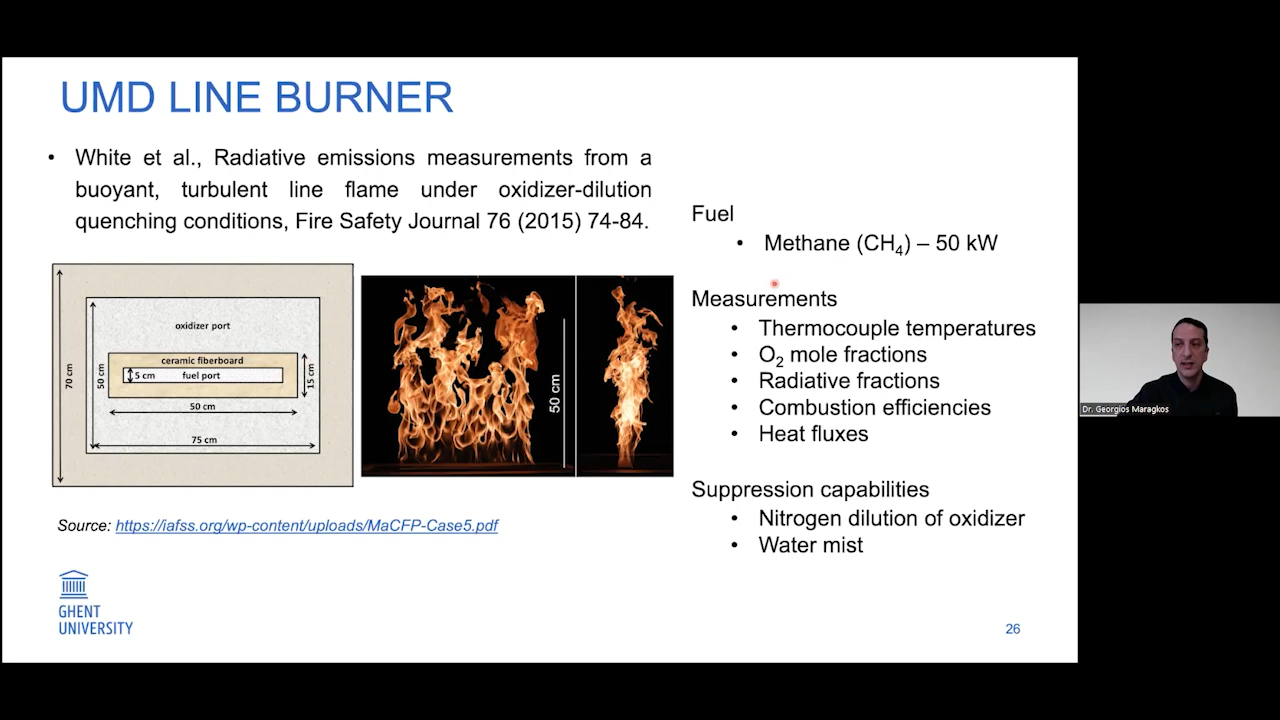 UMD LINE BURNER
• White et al., Radiative emissions measurements from a
buoyant, turbulent line flame under oxidizer-dilution
quenching conditions, Fire Safety Journal 76 (2015) 74-84.
oxidizer port
ceramic fiberboard
fuel port
5 cm
50 cm
75 cm
70 cm
50 cm
15 cm
50 cm
Source: https://iafss.org/wp-content/uploads/MaCFP-Case5.pdf
Fuel
• Methane (CH₄) – 50 kW
Measurements
• Thermocouple temperatures
• O₂ mole fractions
• Radiative fractions
• Combustion efficiencies
• Heat fluxes
Suppression capabilities
• Nitrogen dilution of oxidizer
• Water mist
GHENT
UNIVERSITY
26
Dr. Georgios Maragkos